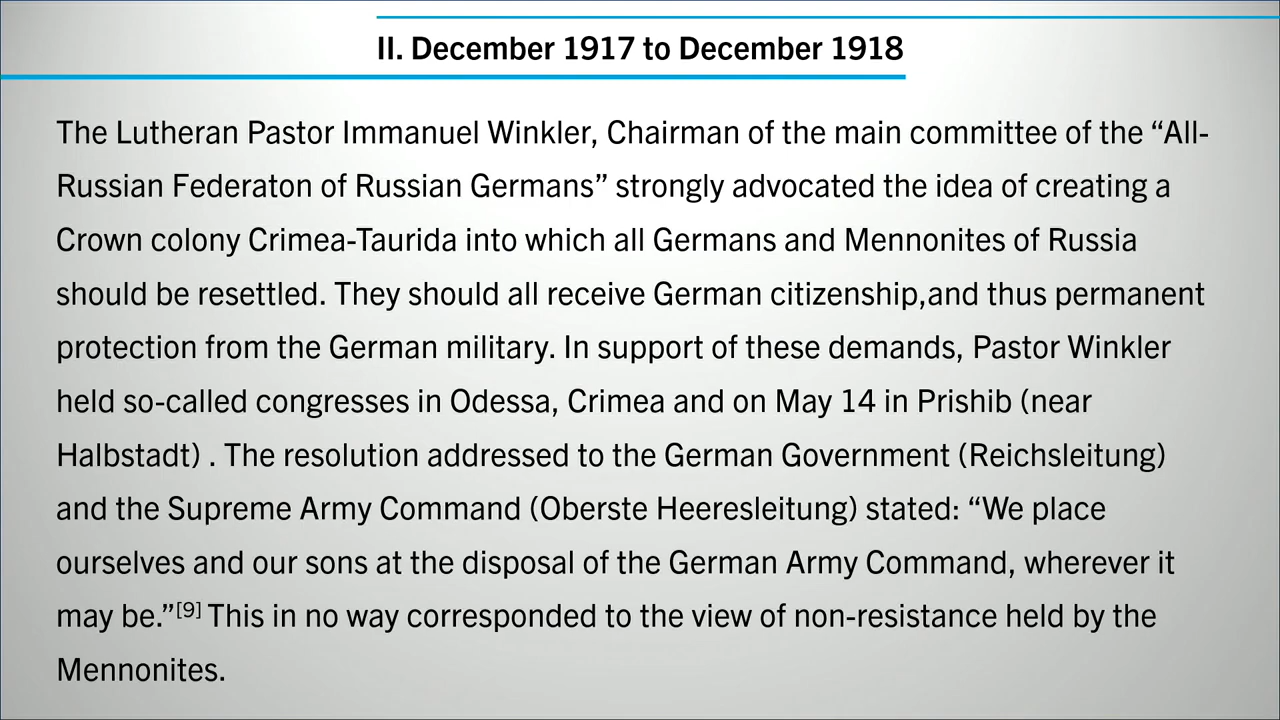 II. December 1917 to December 1918
The Lutheran Pastor Immanuel Winkler, Chairman of the main committee of the “All-
Russian Federaton of Russian Germans” strongly advocated the idea of creating a
Crown colony Crimea-Taurida into which all Germans and Mennonites of Russia
should be resettled. They should all receive German citizenship,and thus permanent
protection from the German military. In support of these demands, Pastor Winkler
held so-called congresses in Odessa, Crimea and on May 14 in Prishib (near
Halbstadt) . The resolution addressed to the German Government (Reichsleitung)
and the Supreme Army Command (Oberste Heeresleitung) stated: “We place
ourselves and our sons at the disposal of the German Army Command, wherever it
may be.”[9] This in no way corresponded to the view of non-resistance held by the
Mennonites.